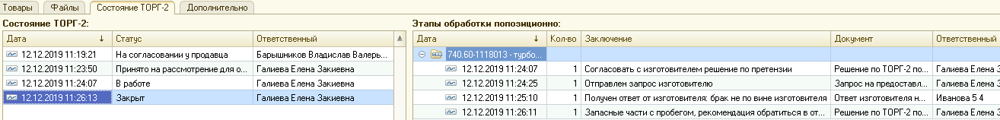 Товары Файлы Состояние ТОРГ-2 Дополнительно
Состояние ТОРГ-2: Этапы обработки попозиционно:
Дата ↓ Статус Ответственный Дата ↓ Кол-во Заключение Документ Ответственный
12.12.2019 11:19:21 На согласовании у продавца Барышников Владислав Валерь... 740.60-1118013 - турбо...
12.12.2019 11:23:50 Принято на рассмотрение для о... Галиева Елена Закиевна 12.12.2019 11:24:07 1 Согласовать с изготовителем решение по претензии Решение по ТОРГ-2 по... Галиева Елена З
12.12.2019 11:24:07 В работе Галиева Елена Закиевна 12.12.2019 11:24:25 1 Отправлен запрос изготовителю Запрос на предоставл... Галиева Елена З
12.12.2019 11:26:13 Закрыт Галиева Елена Закиевна 12.12.2019 11:25:10 1 Получен ответ от изготовителя: брак не по вине изготовителя Ответ изготовителя н... Иванова 5 4
12.12.2019 11:26:11 1 Запасные части с пробегом, рекомендация обратиться в от... Решение по ТОРГ-2 по... Галиева Елена З